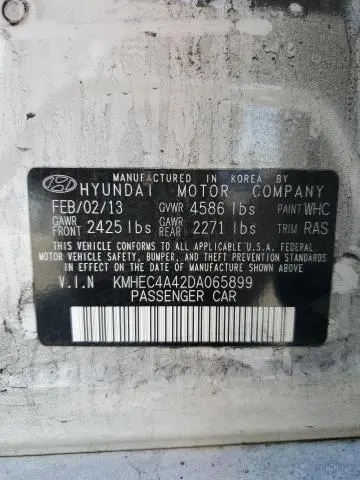 MANUFACTURED IN KOREA BY
HYUNDAI MOTOR COMPANY
FEB/02/13 GVWR 4586 lbs PAINT WHC
GAWR FRONT 2425 lbs GAWR REAR 2271 lbs TRIM RAS
THIS VEHICLE CONFORMS TO ALL APPLICABLE U.S.A. FEDERAL
MOTOR VEHICLE SAFETY, BUMPER, AND THEFT PREVENTION
STANDARDS IN EFFECT ON THE DATE OF MANUFACTURE SHOWN ABOVE.
V.I.N KMHEC4A42DA065899
PASSENGER CAR